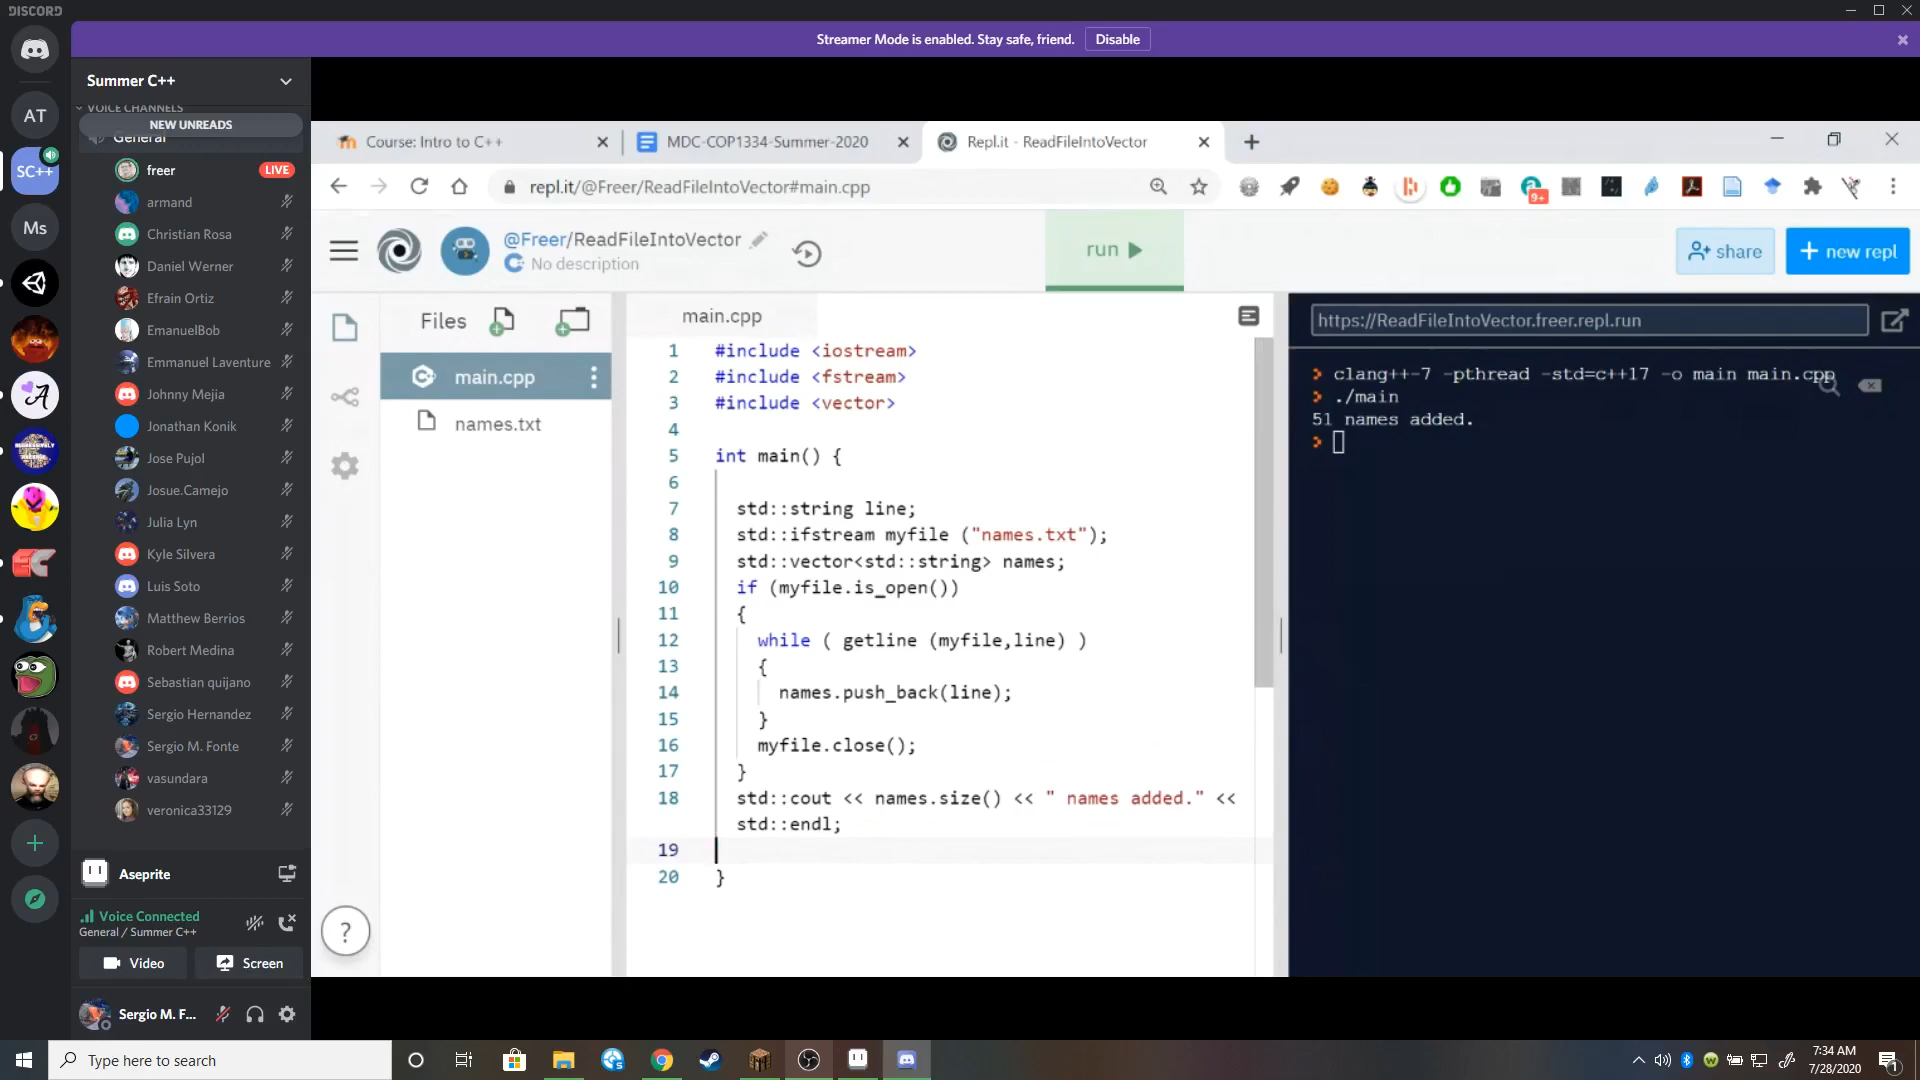 DISCORD
Streamer Mode is enabled. Stay safe, friend.
Disable
Summer C++
VOICE CHANNELS
NEW UNREADS
General
AT
SC++
Ms
freer
LIVE
armand
Christian Rosa
Daniel Werner
Efrain Ortiz
EmanuelBob
Emmanuel Laventure
Johnny Mejia
Jonathan Konik
Jose Pujol
Josue.Camejo
Julia Lyn
Kyle Silvera
Luis Soto
Matthew Berrios
Robert Medina
Sebastian quijano
Sergio Hernandez
Sergio M. Fonte
vasundara
veronica33129
Aseprite
Voice Connected
General / Summer C++
Video
Screen
Sergio M. F...
Course: Intro to C++
MDC-COP1334-Summer-2020
Repl.it - ReadFileIntoVector
repl.it/@Freer/ReadFileIntoVector#main.cpp
9+
@Freer/ReadFileIntoVector
No description
run
share
+ new repl
Files
main.cpp
names.txt
main.cpp
1 #include <iostream>
2 #include <fstream>
3 #include <vector>
4
5 int main() {
6
7 std::string line;
8 std::ifstream myfile ("names.txt");
9 std::vector<std::string> names;
10 if (myfile.is_open())
11 {
12 while ( getline (myfile,line) )
13 {
14 names.push_back(line);
15 }
16 myfile.close();
17 }
18 std::cout << names.size() << " names added." <<
std::endl;
19
20 }
?
https://ReadFileIntoVector.freer.repl.run
> clang++-7 -pthread -std=c++17 -o main main.cpp
> ./main
51 names added.
>
Type here to search
7:34 AM
7/28/2020
1